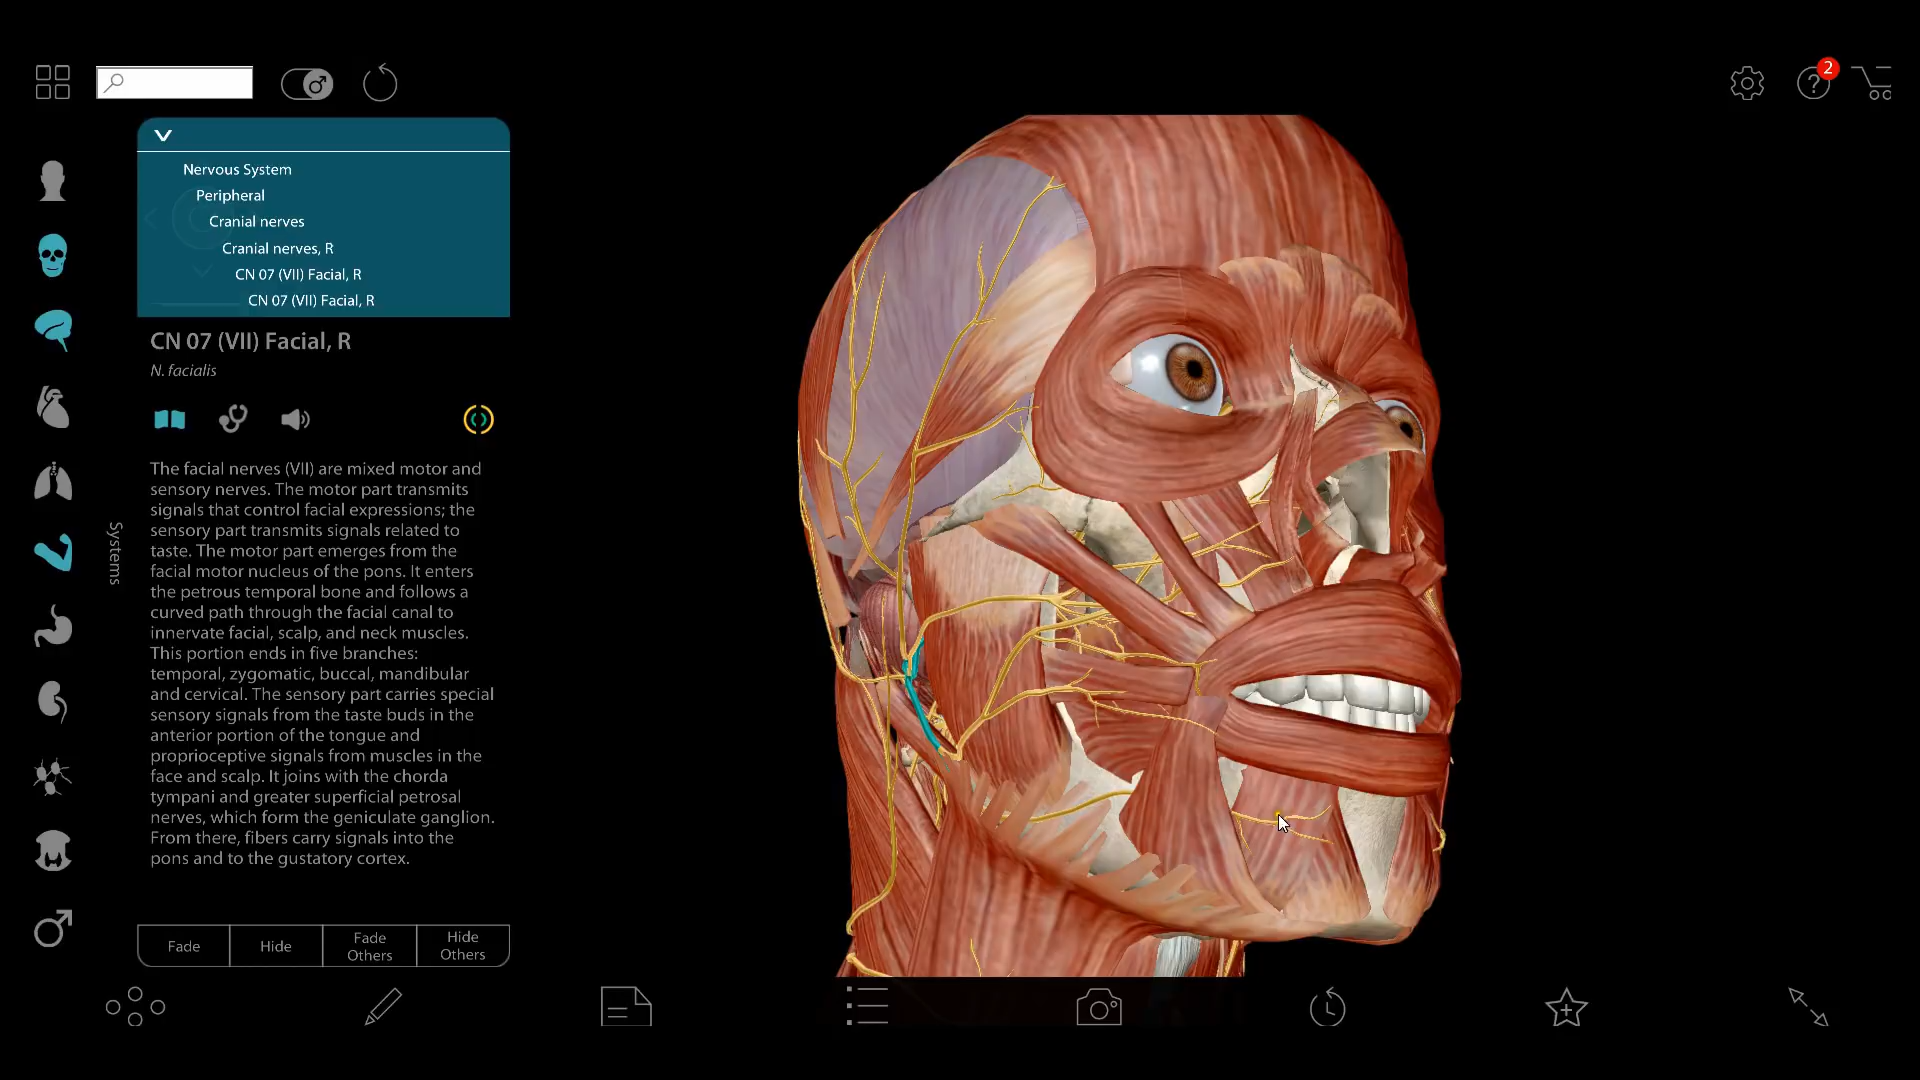 2
Nervous System
Peripheral
Cranial nerves
Cranial nerves, R
CN 07 (VII) Facial, R
CN 07 (VII) Facial, R
CN 07 (VII) Facial, R
N. facialis
The facial nerves (VII) are mixed motor and
sensory nerves. The motor part transmits
signals that control facial expressions; the
sensory part transmits signals related to
taste. The motor part emerges from the
facial motor nucleus of the pons. It enters
the petrous temporal bone and follows a
curved path through the facial canal to
innervate facial, scalp, and neck muscles.
This portion ends in five branches:
temporal, zygomatic, buccal, mandibular
and cervical. The sensory part carries special
sensory signals from the taste buds in the
anterior portion of the tongue and
proprioceptive signals from muscles in the
face and scalp. It joins with the chorda
tympani and greater superficial petrosal
nerves, which form the geniculate ganglion.
From there, fibers carry signals into the
pons and to the gustatory cortex.
Systems
Fade
Hide
Fade
Others
Hide
Others